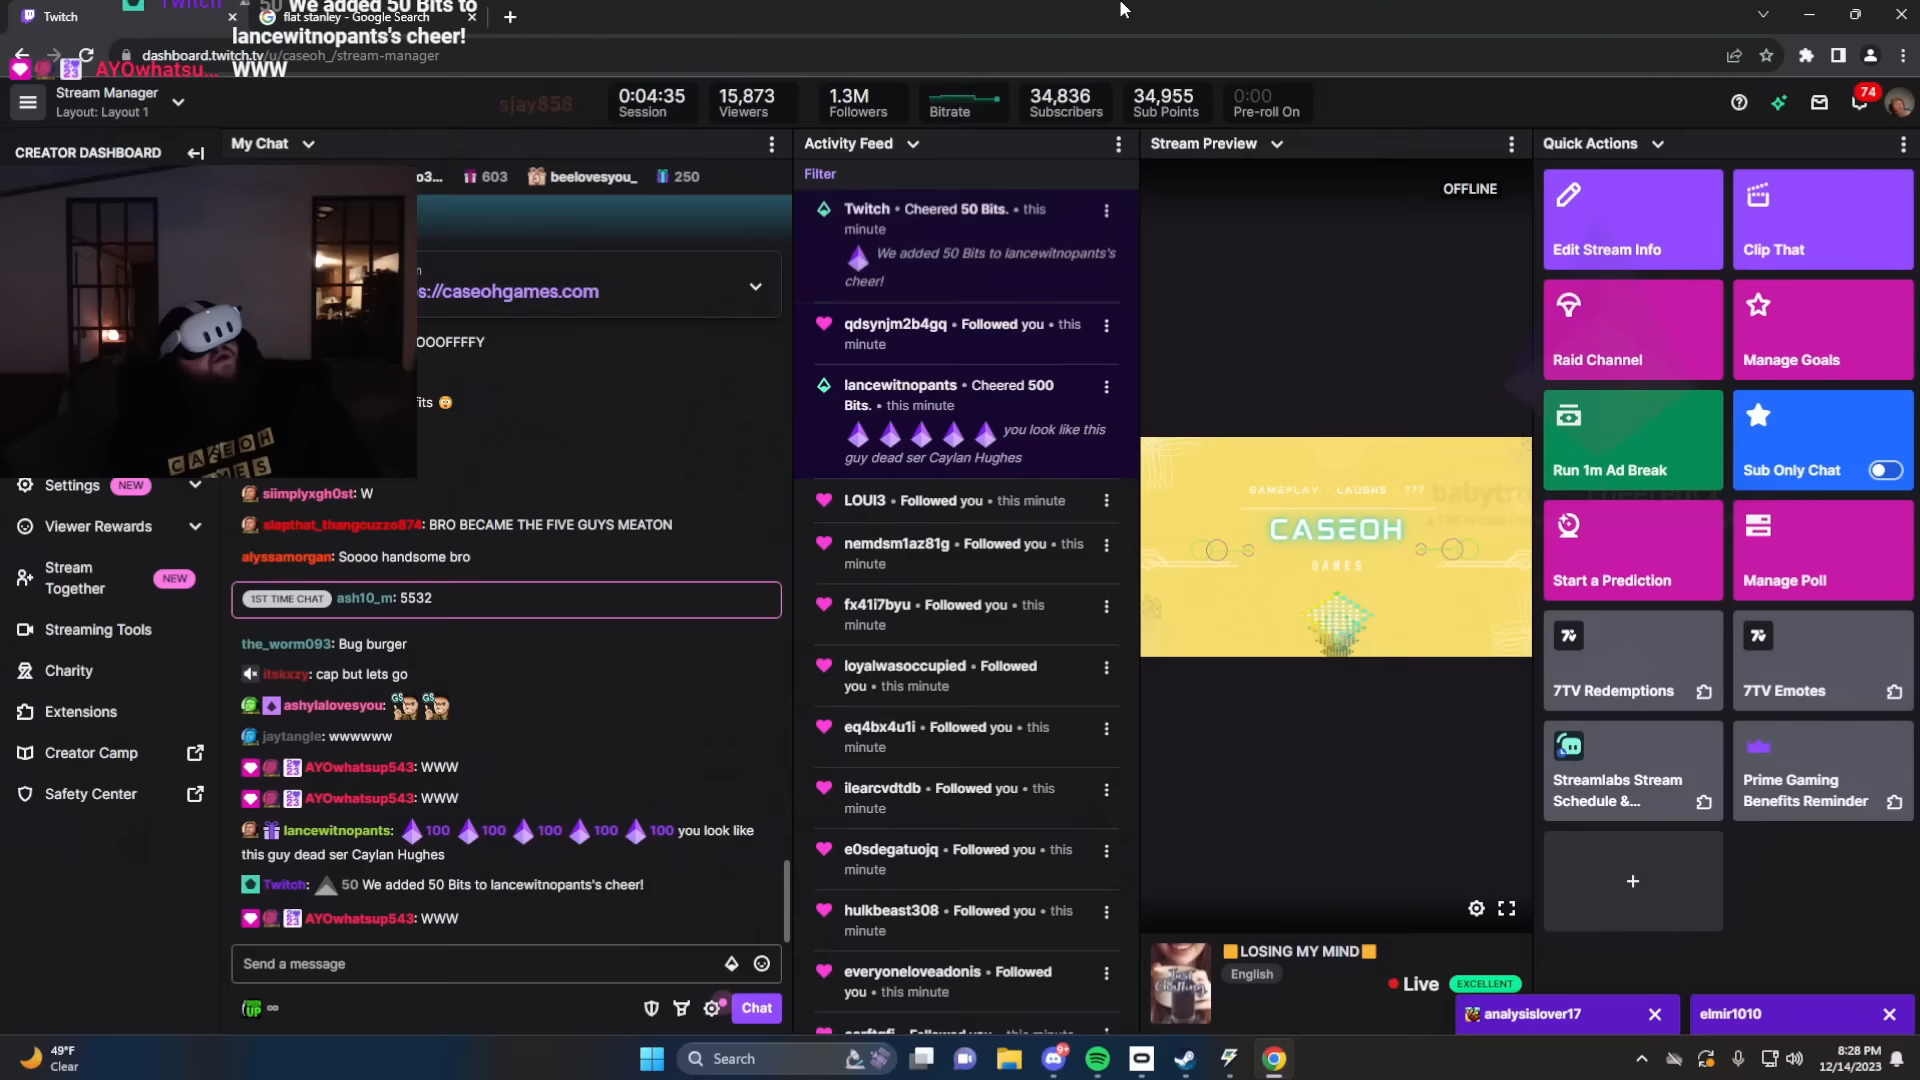 Twitch
flat stanley - Google Search
Twitch
50 We added 50 Bits to
lancewitnopants's cheer!
WWW
AYOwhatsu...
dashboard.twitch.tv/u/caseoh_/stream-manager
Stream Manager
Layout: Layout 1
sjay858
0:04:35
Session
15,873
Viewers
1.3M
Followers
Bitrate
34,836
Subscribers
34,955
Sub Points
0:00
Pre-roll On
74
CREATOR DASHBOARD
My Chat
o3... 603 beelovesyou_ 250
s://caseohgames.com
OOOFFFFY
fits
CASEOH
GAMES
Settings NEW
Viewer Rewards
Stream
Together
NEW
Streaming Tools
Charity
Extensions
Creator Camp
Safety Center
siimplyxgh0st: W
slapthat_thangcuzzo874: BRO BECAME THE FIVE GUYS MEATON
alyssamorgan: Soooo handsome bro
1ST TIME CHAT ash10_m: 5532
the_worm093: Bug burger
itskxzy: cap but lets go
ashylalovesyou:
jaytangle: wwwwww
AYOwhatsup543: WWW
AYOwhatsup543: WWW
lancewitnopants: 100 100 100 100 100 you look like
this guy dead ser Caylan Hughes
Twitch: 50 We added 50 Bits to lancewitnopants's cheer!
AYOwhatsup543: WWW
Send a message
Chat
Activity Feed
Filter
Twitch • Cheered 50 Bits. • this
minute
We added 50 Bits to lancewitnopants's
cheer!
qdsynjm2b4gq • Followed you • this
minute
lancewitnopants • Cheered 500
Bits. • this minute
you look like this
guy dead ser Caylan Hughes
LOUI3 • Followed you • this minute
nemdsm1az81g • Followed you • this
minute
fx41i7byu • Followed you • this
minute
loyalwasoccupied • Followed
you • this minute
eq4bx4u1i • Followed you • this
minute
ilearcvdtdb • Followed you • this
minute
e0sdegatuojq • Followed you • this
minute
hulkbeast308 • Followed you • this
minute
everyoneloveadonis • Followed
you • this minute
Stream Preview
OFFLINE
GAMEPLAY - LAUGHS - ???
CASEOH
GAMES
LOSING MY MIND
English
Live
EXCELLENT
Quick Actions
Edit Stream Info
Clip That
Raid Channel
Manage Goals
Run 1m Ad Break
Sub Only Chat
Start a Prediction
Manage Poll
7TV Redemptions
7TV Emotes
Streamlabs Stream
Schedule &...
Prime Gaming
Benefits Reminder
+
analysislover17
elmir1010
49°F
Clear
Search
9+
8:28 PM
12/14/2023